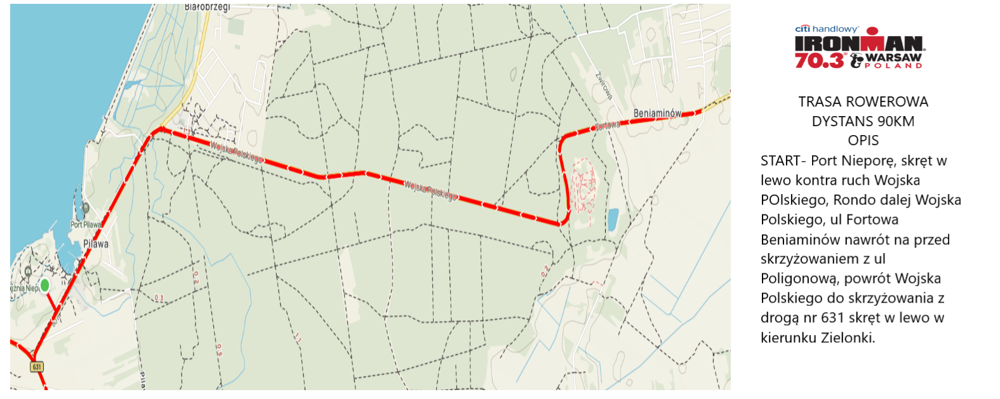 Białobrzegi
Żwirowa
Beniaminów
Fortowa
1.3
Wojska Polskiego
Wojska Polskiego
Port Pilawa
Pilawa
0.2
0.2
0.3
0.5
1.1
631
citi handlowy
IRONMAN
70.3 WARSAW
POLAND
TRASA ROWEROWA
DYSTANS 90KM
OPIS
START- Port Nieporę, skręt w
lewo kontra ruch Wojska
POlskiego, Rondo dalej Wojska
Polskiego, ul Fortowa
Beniaminów nawrót na przed
skrzyżowaniem z ul
Poligonową, powrót Wojska
Polskiego do skrzyżowania z
drogą nr 631 skręt w lewo w
kierunku Zielonki.